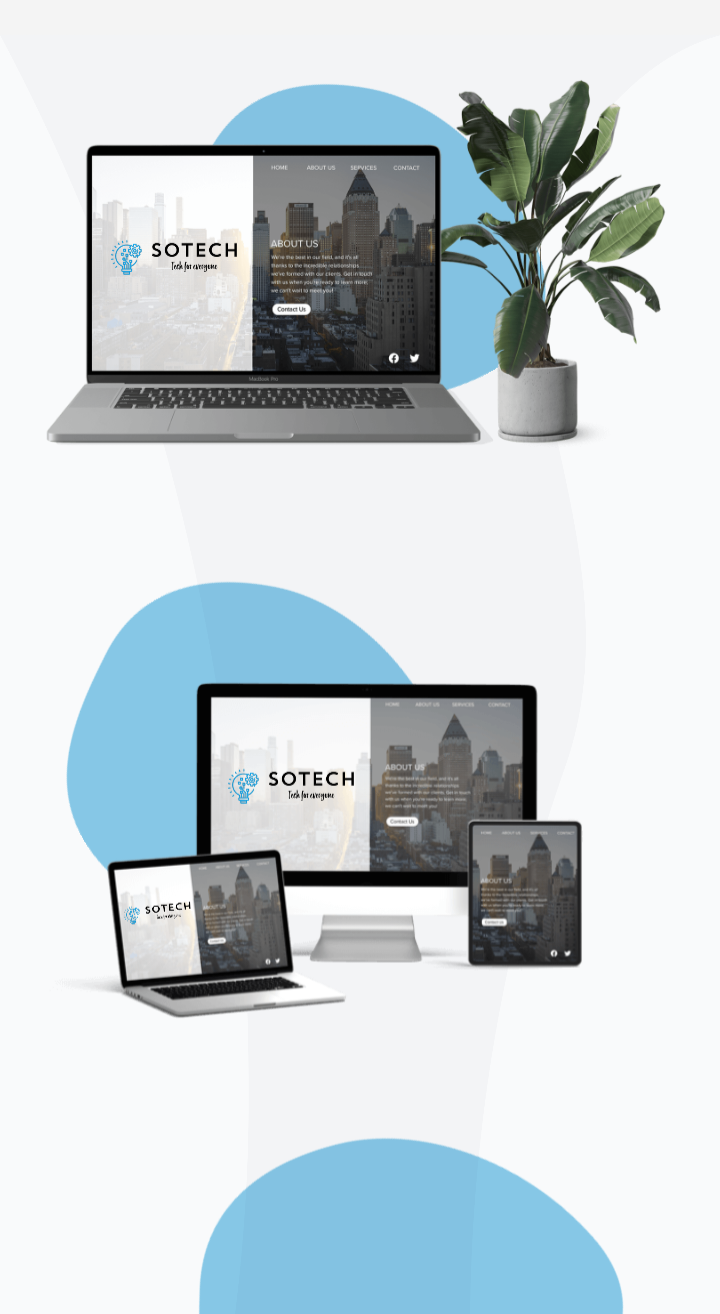 HOME ABOUT US SERVICES CONTACT
SOTECH
Tech for everyone
ABOUT US
We're the best in our field, and it's all
thanks to the incredible relationships
we've formed with our clients. Get in touch
with us when you're ready to learn more;
we can't wait to meet you!
Contact Us
MacBook Pro
HOME ABOUT US SERVICES CONTACT
SOTECH
Tech for everyone
ABOUT US
We're the best in our field, and it's all
thanks to the incredible relationships
we've formed with our clients. Get in touch
with us when you're ready to learn more;
we can't wait to meet you!
Contact Us
SOTECH
ABOUT US
HOME ABOUT US SERVICES CONTACT
ABOUT US
Contact Us